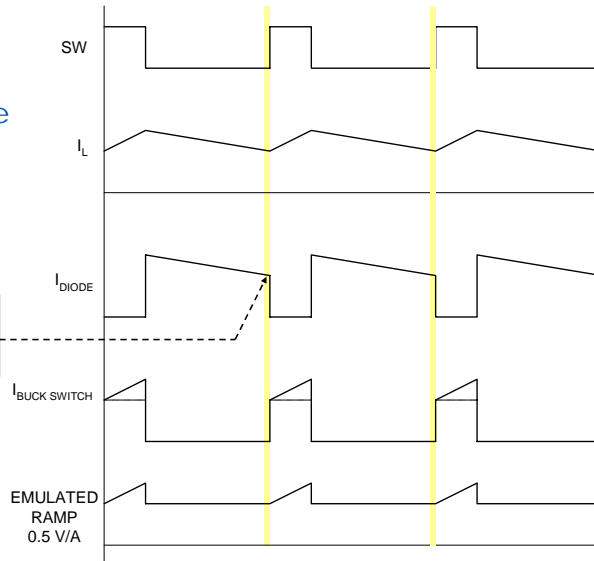 SW
e
I_L
I_DIODE
I_BUCK SWITCH
EMULATED
RAMP
0.5 V/A